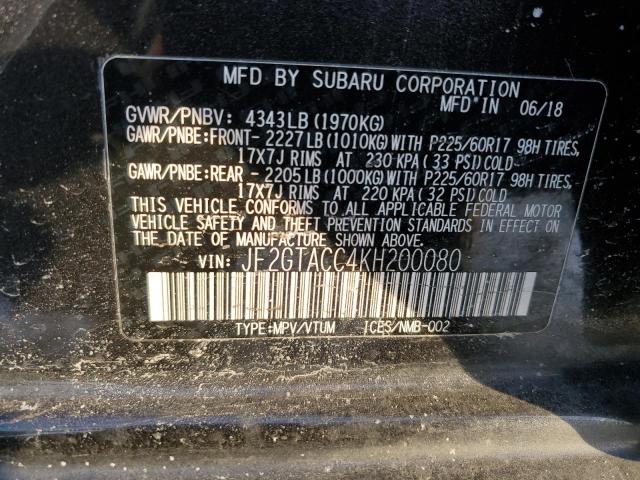 MFD BY SUBARU CORPORATION
MFD IN 06/18
GVWR/PNBV: 4343LB (1970KG)
GAWR/PNBE:FRONT- 2227LB(1010KG)WITH P225/60R17 98H TIRES,
17X7J RIMS AT 230 KPA (33 PSI)COLD
GAWR/PNBE:REAR - 2205LB(1000KG)WITH P225/60R17 98H TIRES,
17X7J RIMS AT 220 KPA(32 PSI)COLD
THIS VEHICLE CONFORMS TO ALL APPLICABLE FEDERAL MOTOR
VEHICLE SAFETY AND THEFT PREVENTION STANDARDS IN EFFECT ON
THE DATE OF MANUFACTURE SHOWN ABOVE.
VIN: JF2GTACC4KH200080
TYPE:MPV/VTUM ICES/NMB-002